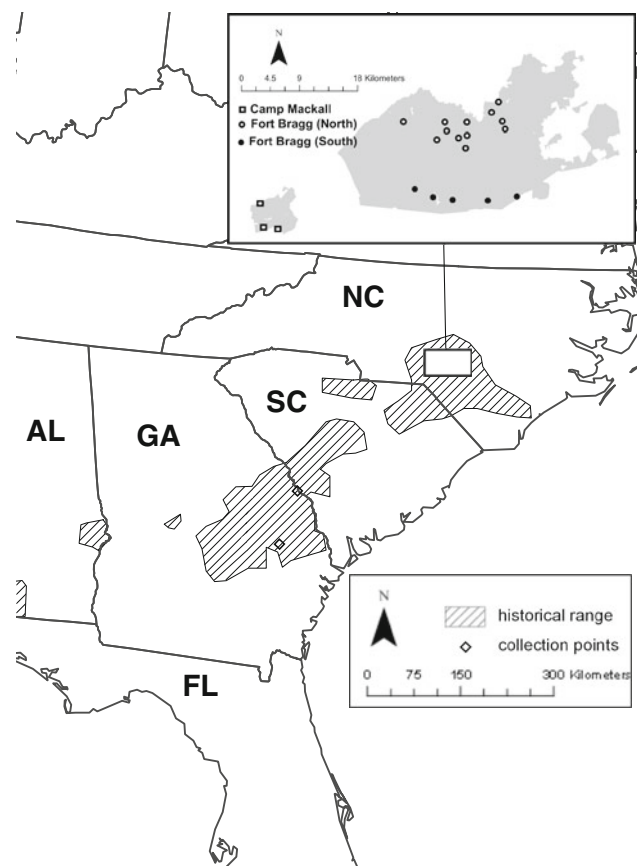 N
0 4.5 9 18 Kilometers
Camp Mackall
Fort Bragg (North)
Fort Bragg (South)
NC
SC
AL
GA
FL
N
historical range
collection points
0 75 150 300 Kilometers